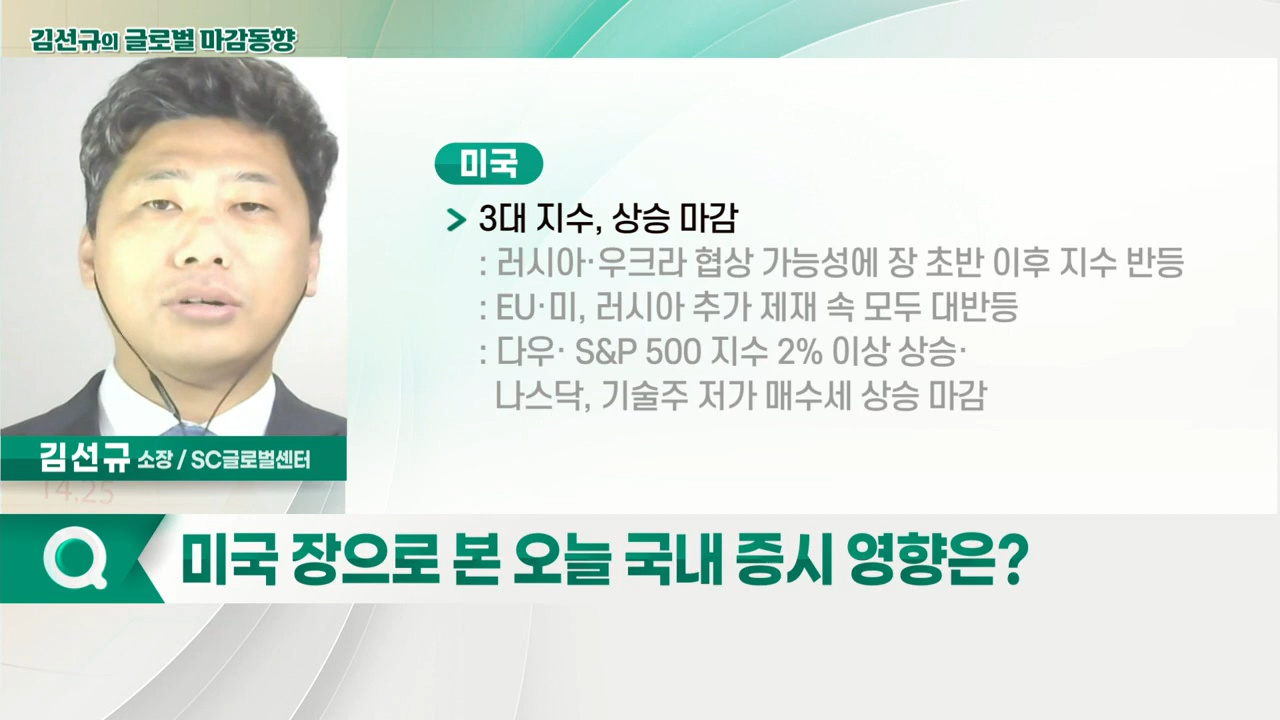 김선규의 글로벌 마감동향
미국
3대 지수, 상승 마감
: 러시아·우크라 협상 가능성에 장 초반 이후 지수 반등
: EU·미, 러시아 추가 제재 속 모두 대반등
: 다우· S&P 500 지수 2% 이상 상승·
나스닥, 기술주 저가 매수세 상승 마감
김선규 소장 / SC글로벌센터
14.25
Q 미국 장으로 본 오늘 국내 증시 영향은?